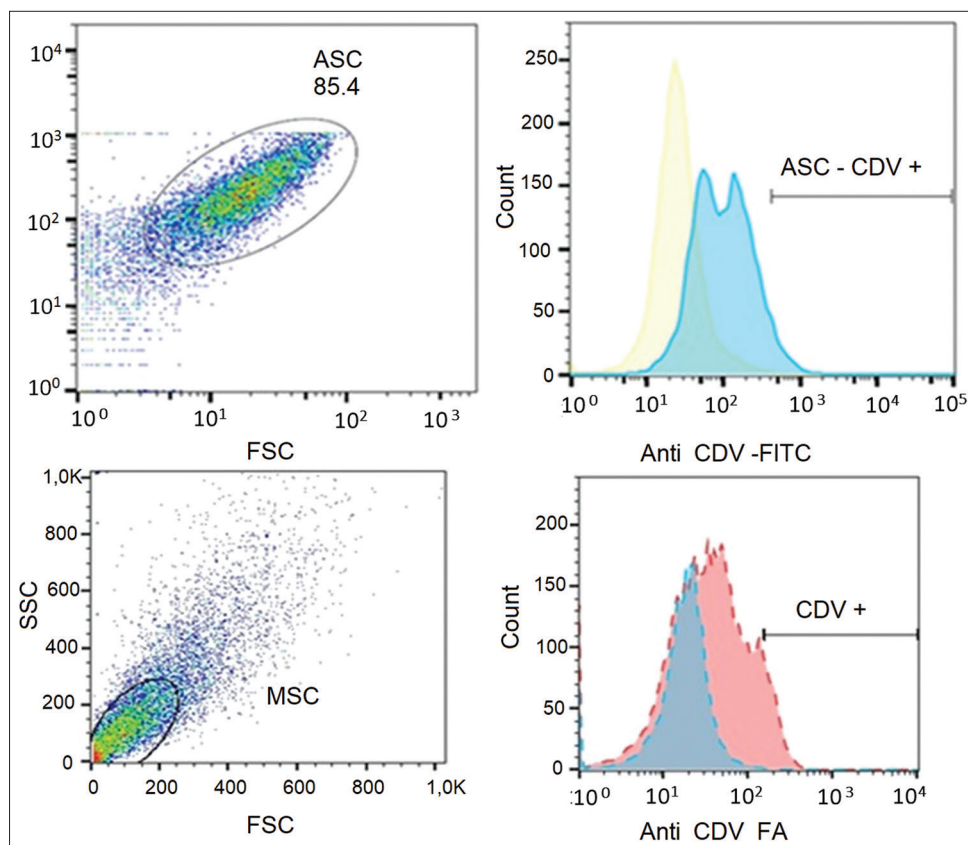 ASC
85.4
10⁴
10³
10²
10¹
10⁰
10⁰ 10¹ 10² 10³
FSC
250
200
150
100
50
0
Count
ASC - CDV +
10⁰ 10¹ 10² 10³ 10⁴ 10⁵
Anti CDV -FITC
1,0K
800
600
400
200
0
SSC
MSC
0 200 400 600 800 1,0K
FSC
200
150
100
50
0
Count
CDV +
10⁰ 10¹ 10² 10³ 10⁴
Anti CDV FA